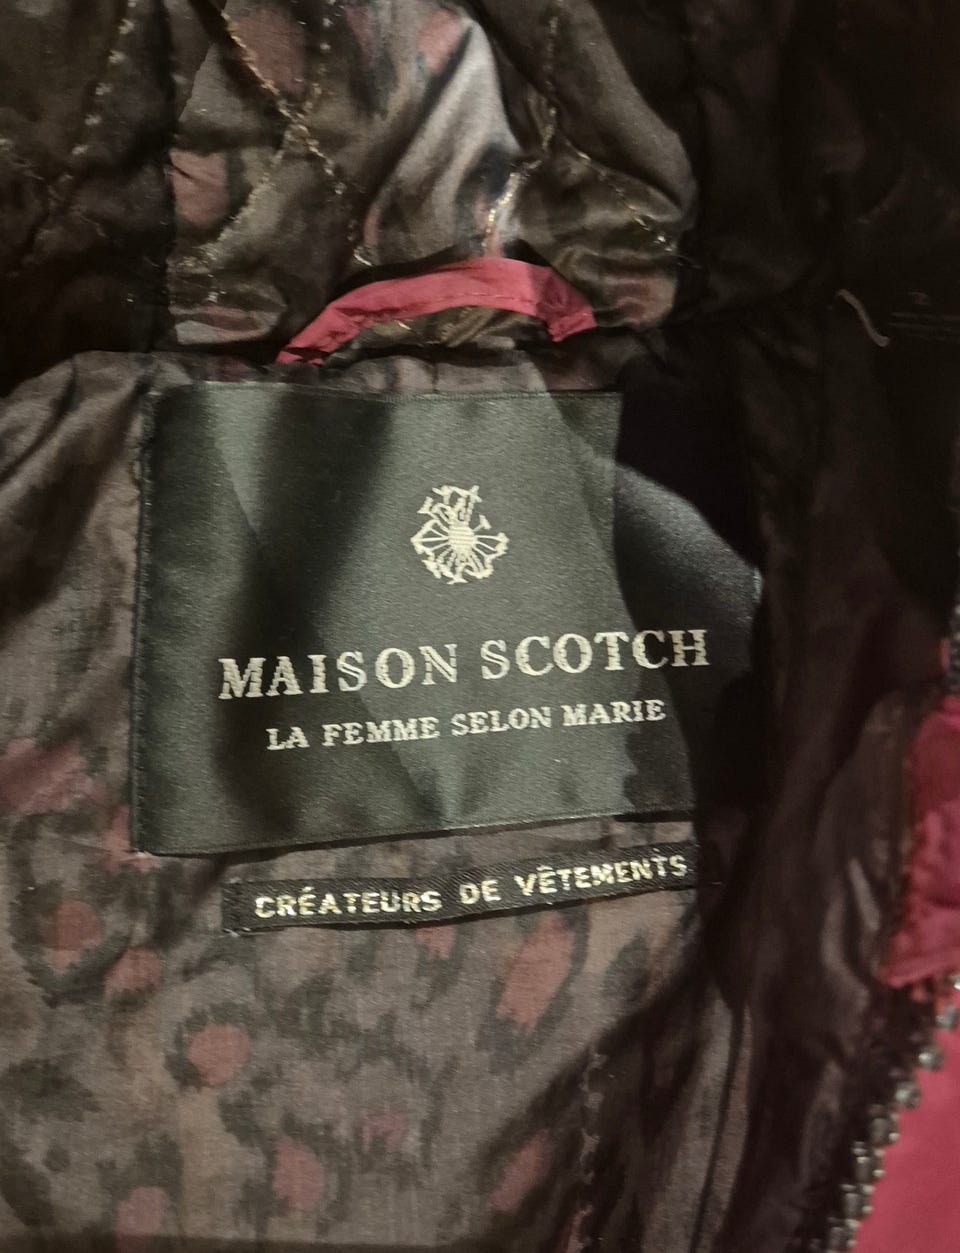 MAISON SCOTCH
LA FEMME SELON MARIE
CRÉATEURS DE VÊTEMENTS